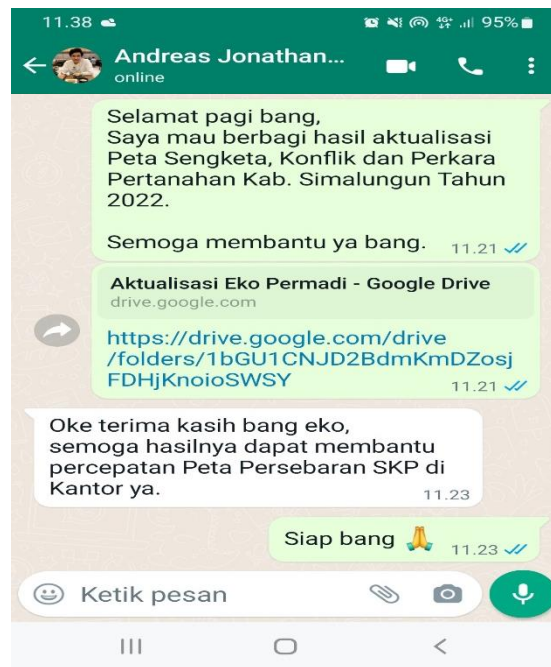 11.38
4G+ 95%
Andreas Jonathan...
online
Selamat pagi bang,
Saya mau berbagi hasil aktualisasi
Peta Sengketa, Konflik dan Perkara
Pertanahan Kab. Simalungun Tahun
2022.
Semoga membantu ya bang. 11.21
Aktualisasi Eko Permadi - Google Drive
drive.google.com
https://drive.google.com/drive
/folders/1bGU1CNJD2BdmKmDZosj
FDHjKnoioSWSY 11.21
Oke terima kasih bang eko,
semoga hasilnya dapat membantu
percepatan Peta Persebaran SKP di
Kantor ya. 11.23
Siap bang 🙏 11.23
Ketik pesan